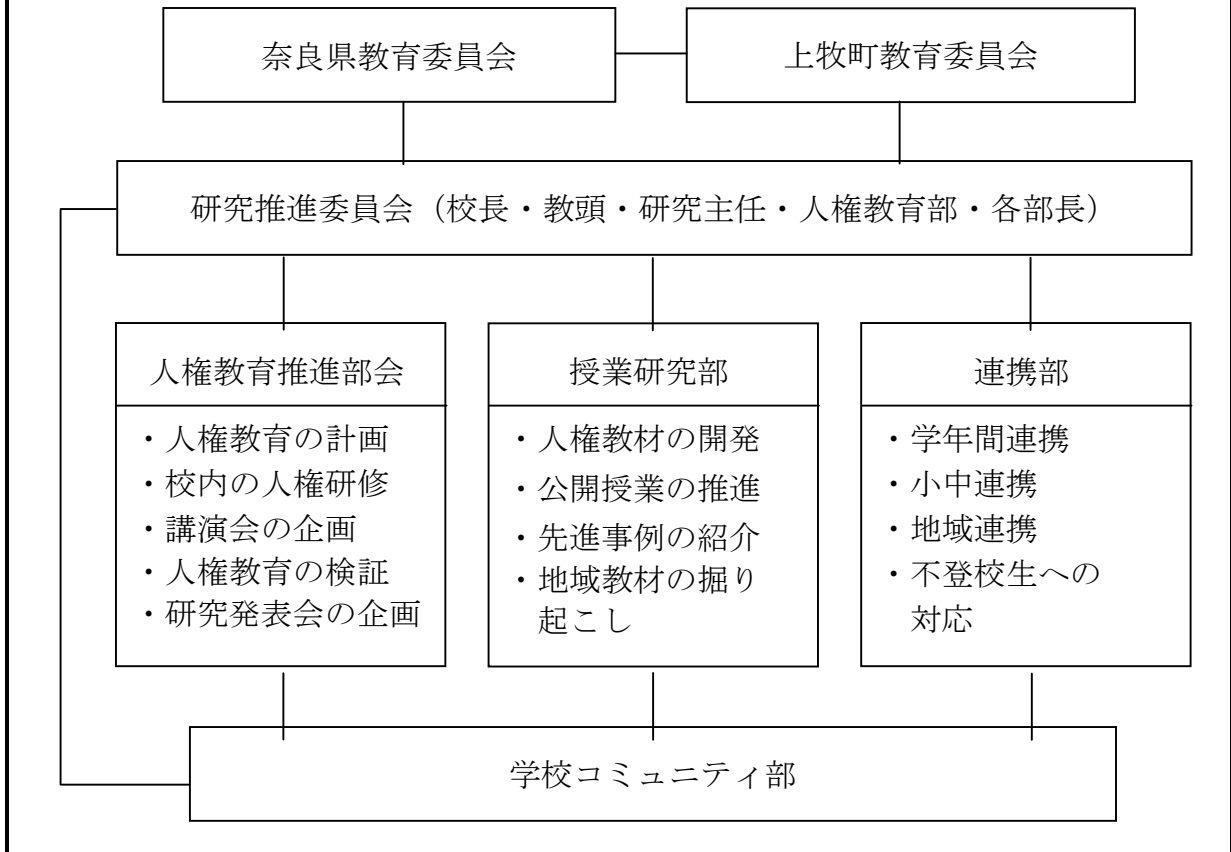 奈良県教育委員会
上牧町教育委員会
研究推進委員会（校長・教頭・研究主任・人権教育部・各部長）
人権教育推進部会
・人権教育の計画
・校内の人権研修
・講演会の企画
・人権教育の検証
・研究発表会の企画
授業研究部
・人権教材の開発
・公開授業の推進
・先進事例の紹介
・地域教材の掘り
起こし
連携部
・学年間連携
・小中連携
・地域連携
・不登校生への
対応
学校コミュニティ部